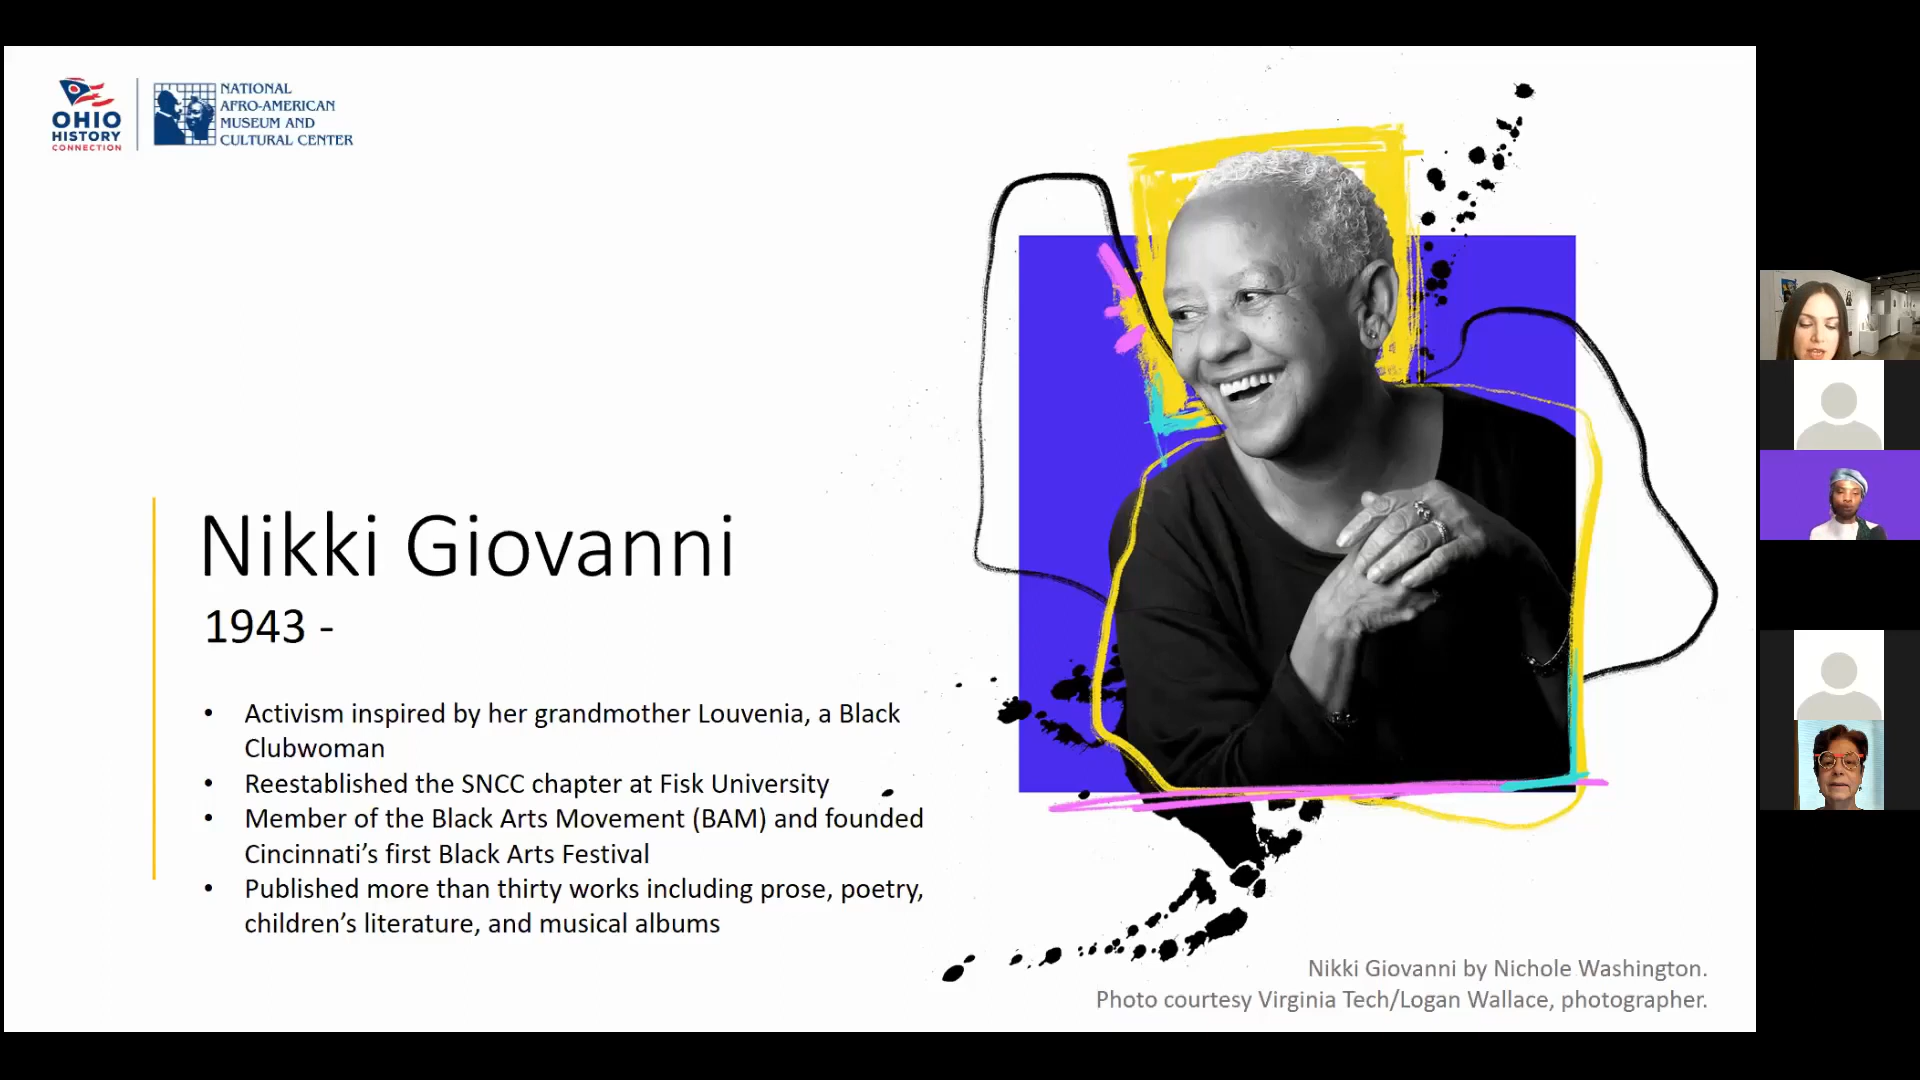 OHIO
HISTORY
CONNECTION
NATIONAL
AFRO-AMERICAN
MUSEUM AND
CULTURAL CENTER
Nikki Giovanni
1943 -
• Activism inspired by her grandmother Louvenia, a Black
Clubwoman
• Reestablished the SNCC chapter at Fisk University
• Member of the Black Arts Movement (BAM) and founded
Cincinnati’s first Black Arts Festival
• Published more than thirty works including prose, poetry,
children’s literature, and musical albums
Nikki Giovanni by Nichole Washington.
Photo courtesy Virginia Tech/Logan Wallace, photographer.